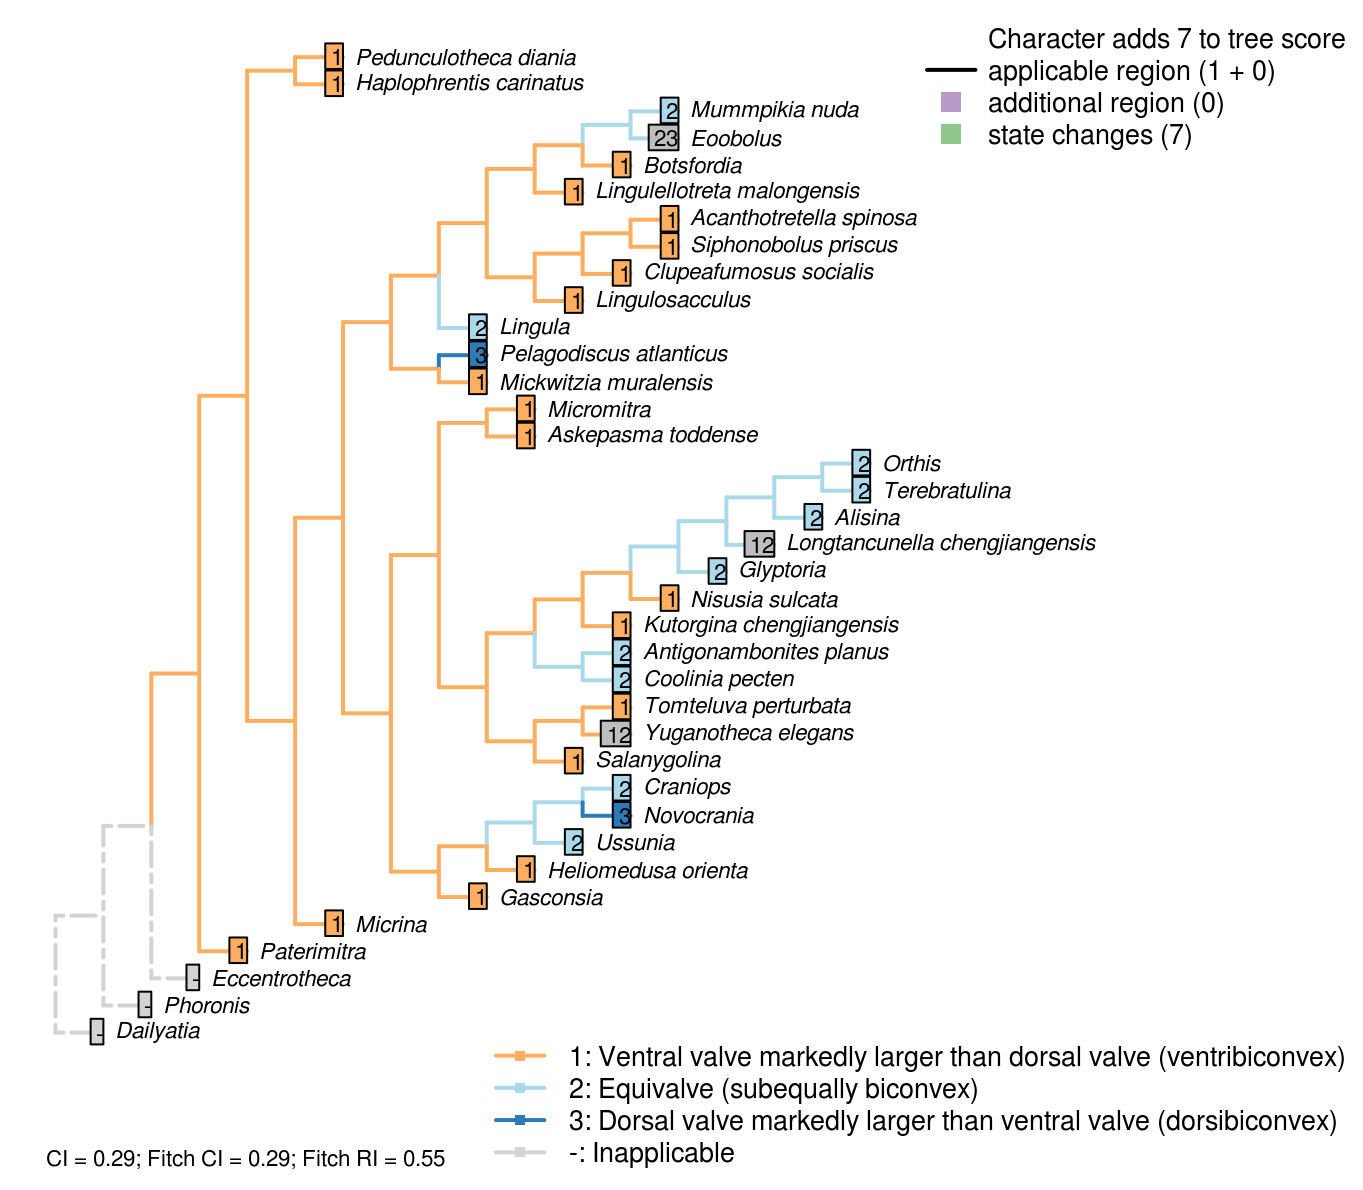 Character adds 7 to tree score
applicable region (1 + 0)
additional region (0)
state changes (7)
1 Pedunculotheca diania
1 Haplophrentis carinatus
2 Mummpikia nuda
23 Eoobolus
1 Botsfordia
1 Lingulellotreta malongensis
1 Acanthotretella spinosa
1 Siphonobolus priscus
1 Clupeafumosus socialis
1 Lingulosacculus
2 Lingula
3 Pelagodiscus atlanticus
1 Mickwitzia muralensis
1 Micromitra
1 Askepasma toddense
2 Orthis
2 Terebratulina
2 Alisina
12 Longtancunella chengjiangensis
2 Glyptoria
1 Nisusia sulcata
1 Kutorgina chengjiangensis
2 Antigonambonites planus
2 Coolinia pecten
1 Tomteluva perturbata
12 Yuganotheca elegans
1 Salanygolina
2 Craniops
3 Novocrania
2 Ussunia
1 Heliomedusa orienta
1 Gasconsia
1 Micrina
1 Paterimitra
- Eccentrotheca
- Phoronis
- Dailyatia
1: Ventral valve markedly larger than dorsal valve (ventribiconvex)
2: Equivalve (subequally biconvex)
3: Dorsal valve markedly larger than ventral valve (dorsibiconvex)
-: Inapplicable
CI = 0.29; Fitch CI = 0.29; Fitch RI = 0.55